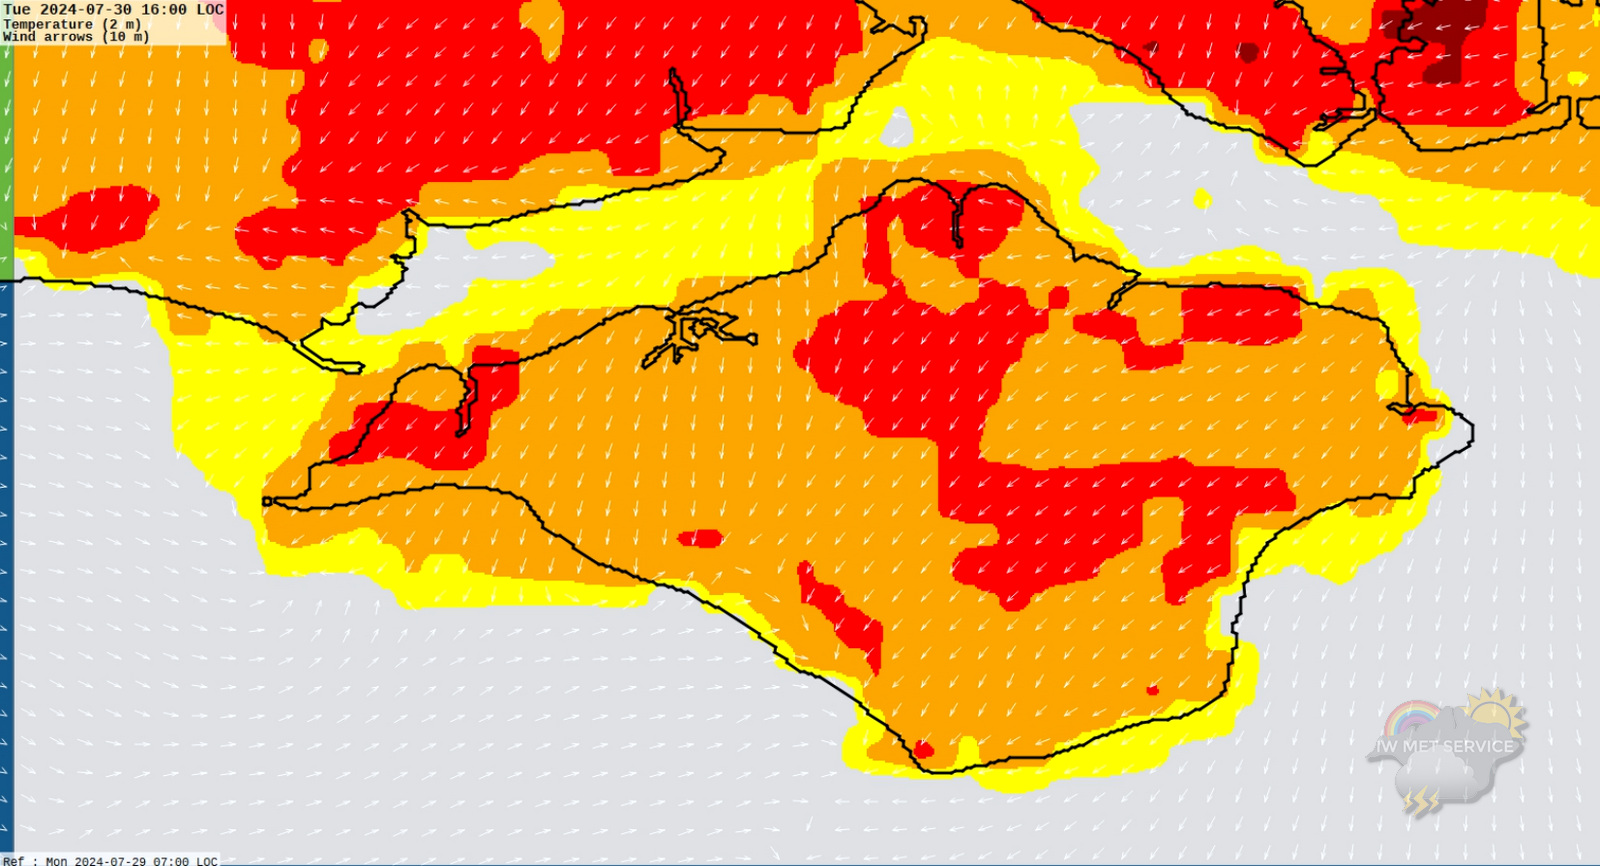 Tue 2024-07-30 16:00 LOC
Temperature (2 m)
Wind arrows (10 m)
IW MET SERVICE
Ref : Mon 2024-07-29 07:00 LOC